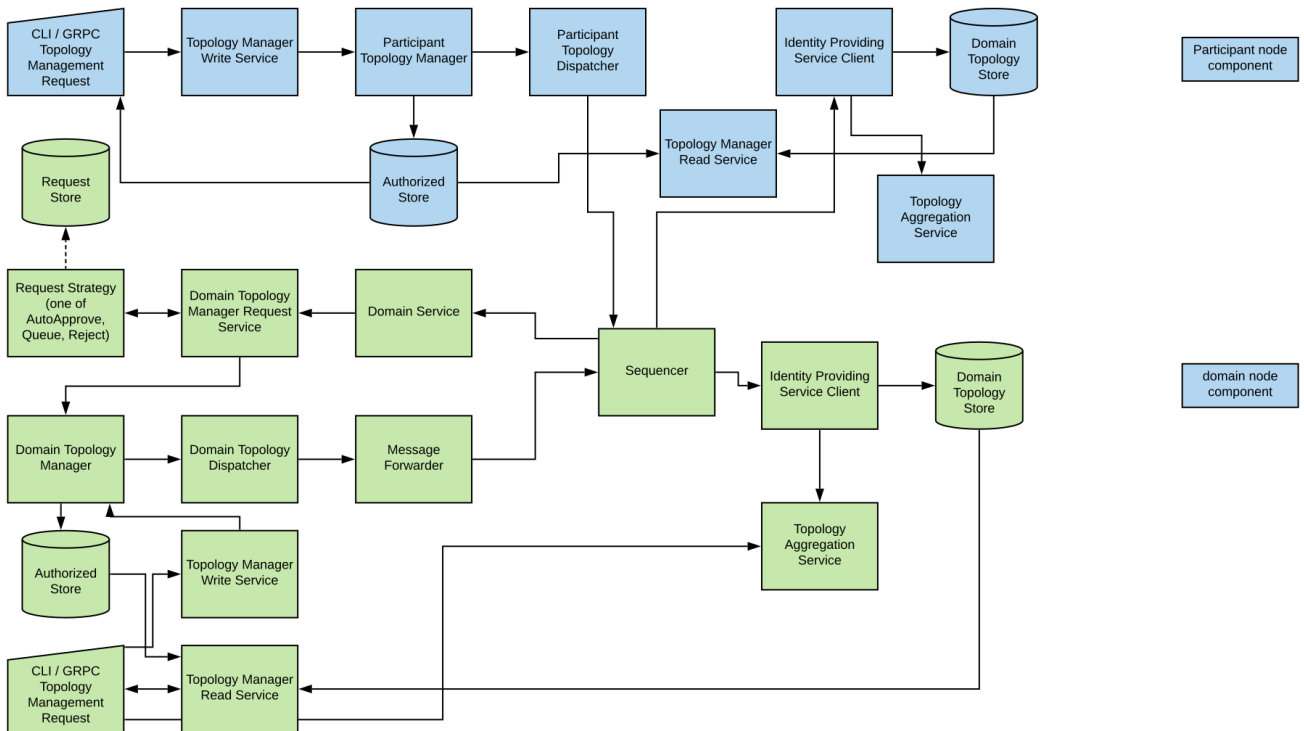 CLI / GRPC
Topology
Management
Request
Topology Manager
Write Service
Participant
Topology Manager
Participant
Topology
Dispatcher
Identity Providing
Service Client
Domain
Topology
Store
Participant node
component
Request
Store
Authorized
Store
Topology Manager
Read Service
Topology
Aggregation
Service
Request Strategy
(one of
AutoApprove,
Queue, Reject)
Domain Topology
Manager Request
Service
Domain Service
Sequencer
Identity Providing
Service Client
Domain
Topology
Store
domain node
component
Domain Topology
Manager
Domain Topology
Dispatcher
Message
Forwarder
Authorized
Store
Topology Manager
Write Service
Topology
Aggregation
Service
CLI / GRPC
Topology
Management
Request
Topology Manager
Read Service